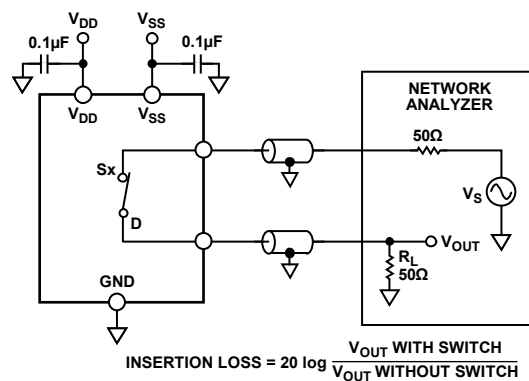 VDD
VSS
0.1µF
0.1µF
VDD
VSS
NETWORK
ANALYZER
50Ω
Sx
VS
D
VOUT
RL
50Ω
GND
INSERTION LOSS = 20 log VOUT WITH SWITCH
VOUT WITHOUT SWITCH